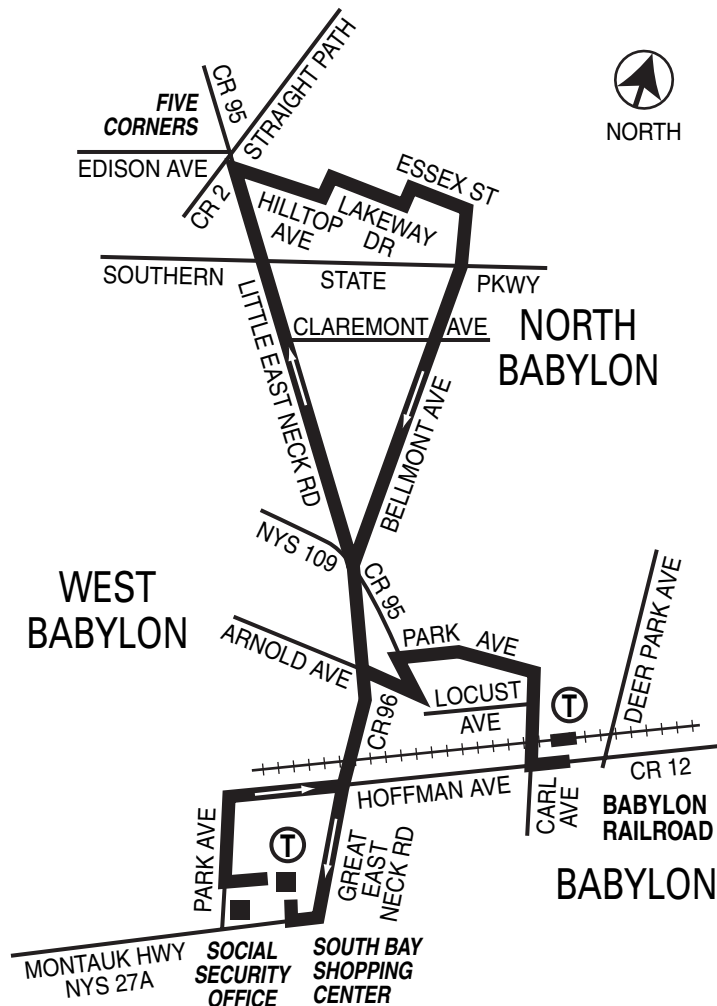 CR 95
STRAIGHT PATH
NORTH
FIVE
CORNERS
EDISON AVE
CR 2
ESSEX ST
HILLTOP
AVE
LAKEWAY
DR
SOUTHERN STATE PKWY
LITTLE EAST NECK RD
CLAREMONT AVE
NORTH
BABYLON
BELLMONT AVE
NYS 109
CR 95
WEST
BABYLON
ARNOLD AVE
PARK AVE
DEER PARK AVE
LOCUST
AVE
T
CR96
HOFFMAN AVE
CR 12
CARL
AVE
BABYLON
RAILROAD
PARK AVE
T
GREAT
EAST
NECK RD
BABYLON
MONTAUK HWY
NYS 27A
SOCIAL
SECURITY
OFFICE
SOUTH BAY
SHOPPING
CENTER